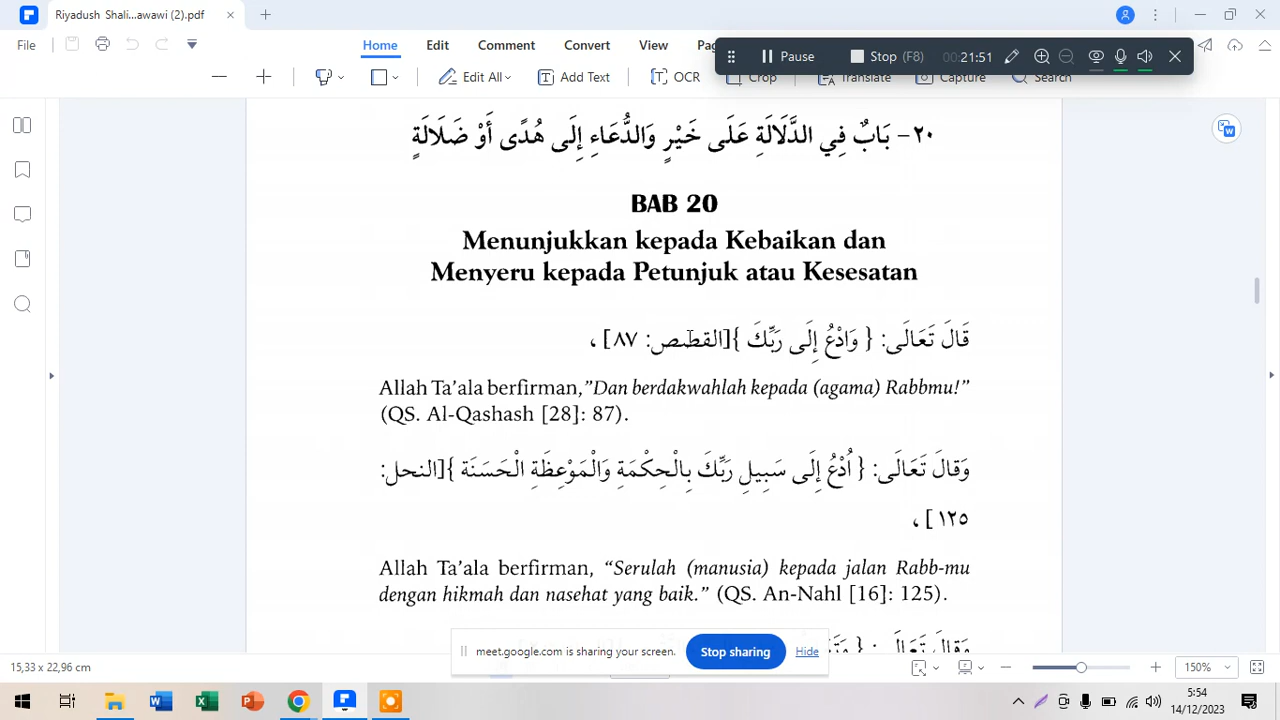 Riyadush Shali...awawi (2).pdf
File
Home
Edit
Comment
Convert
View
Pause
Stop (F8)
00:21:51
Edit All
Add Text
OCR
Crop
Translate
Capture
Search
٢٠- بَابٌ فِي الدَّلَالَةِ عَلَى خَيْرٍ وَالدُّعَاءِ إِلَى هُدًى أَوْ ضَلَالَةٍ
BAB 20
Menunjukkan kepada Kebaikan dan
Menyeru kepada Petunjuk atau Kesesatan
قَالَ تَعَالَى: { وَادْعُ إِلَى رَبِّكَ }[القصص: ٨٧] ،
Allah Ta’ala berfirman,”Dan berdakwahlah kepada (agama) Rabbmu!”
(QS. Al-Qashash [28]: 87).
وَقَالَ تَعَالَى: { اُدْعُ إِلَى سَبِيلِ رَبِّكَ بِالْحِكْمَةِ وَالْمَوْعِظَةِ الْحَسَنَة }[النحل:
١٢٥] ،
Allah Ta’ala berfirman, “Serulah (manusia) kepada jalan Rabb-mu
dengan hikmah dan nasehat yang baik.” (QS. An-Nahl [16]: 125).
وَقَالَ تَعَالَى: {
meet.google.com is sharing your screen.
Stop sharing
Hide
15,33 x 22,96 cm
150%
5:54
14/12/2023